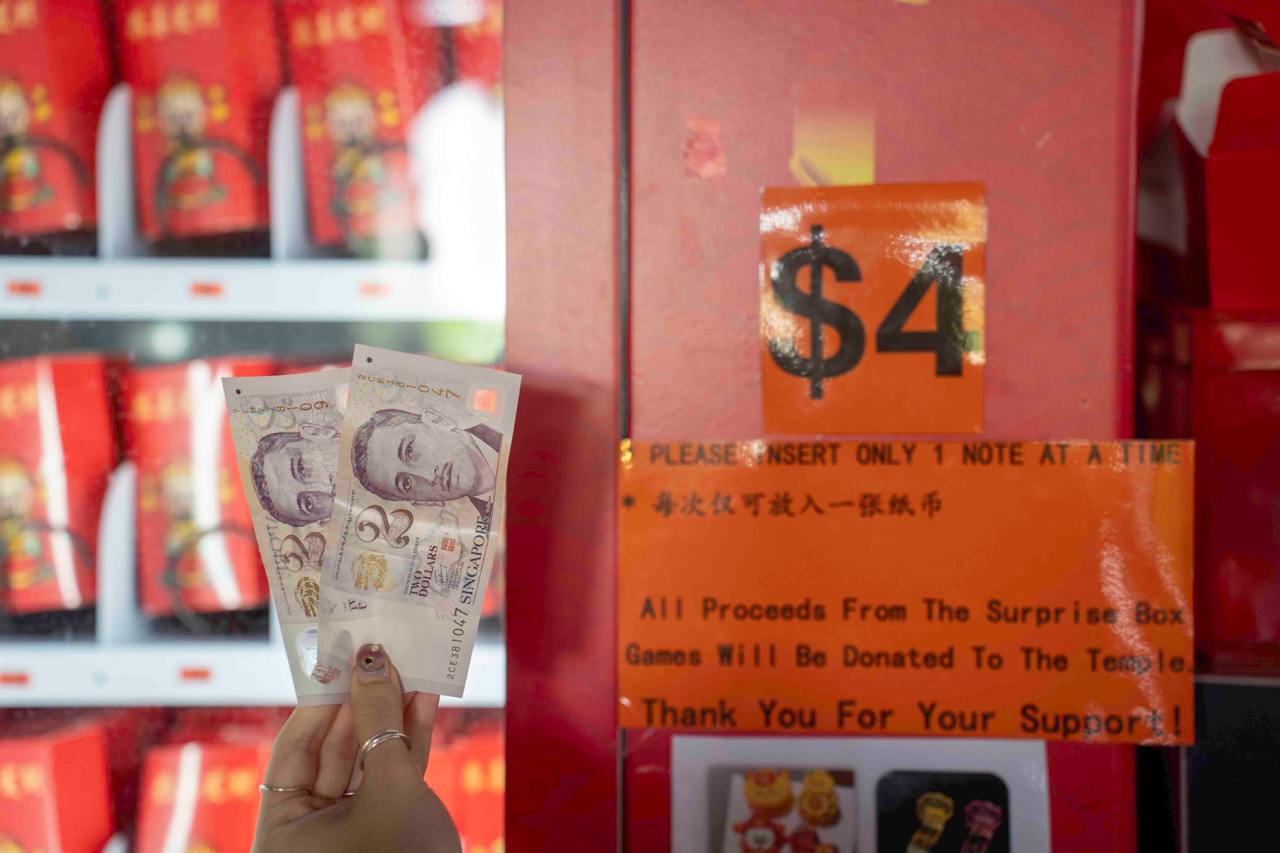 $4
* PLEASE INSERT ONLY 1 NOTE AT A TIME
* 每次仅可放入一张纸币
All Proceeds From The Surprise Box
Games Will Be Donated To The Temple.
Thank You For Your Support!
2CE381047
2
TWO
DOLLARS
SINGAPORE
2CE381047
2